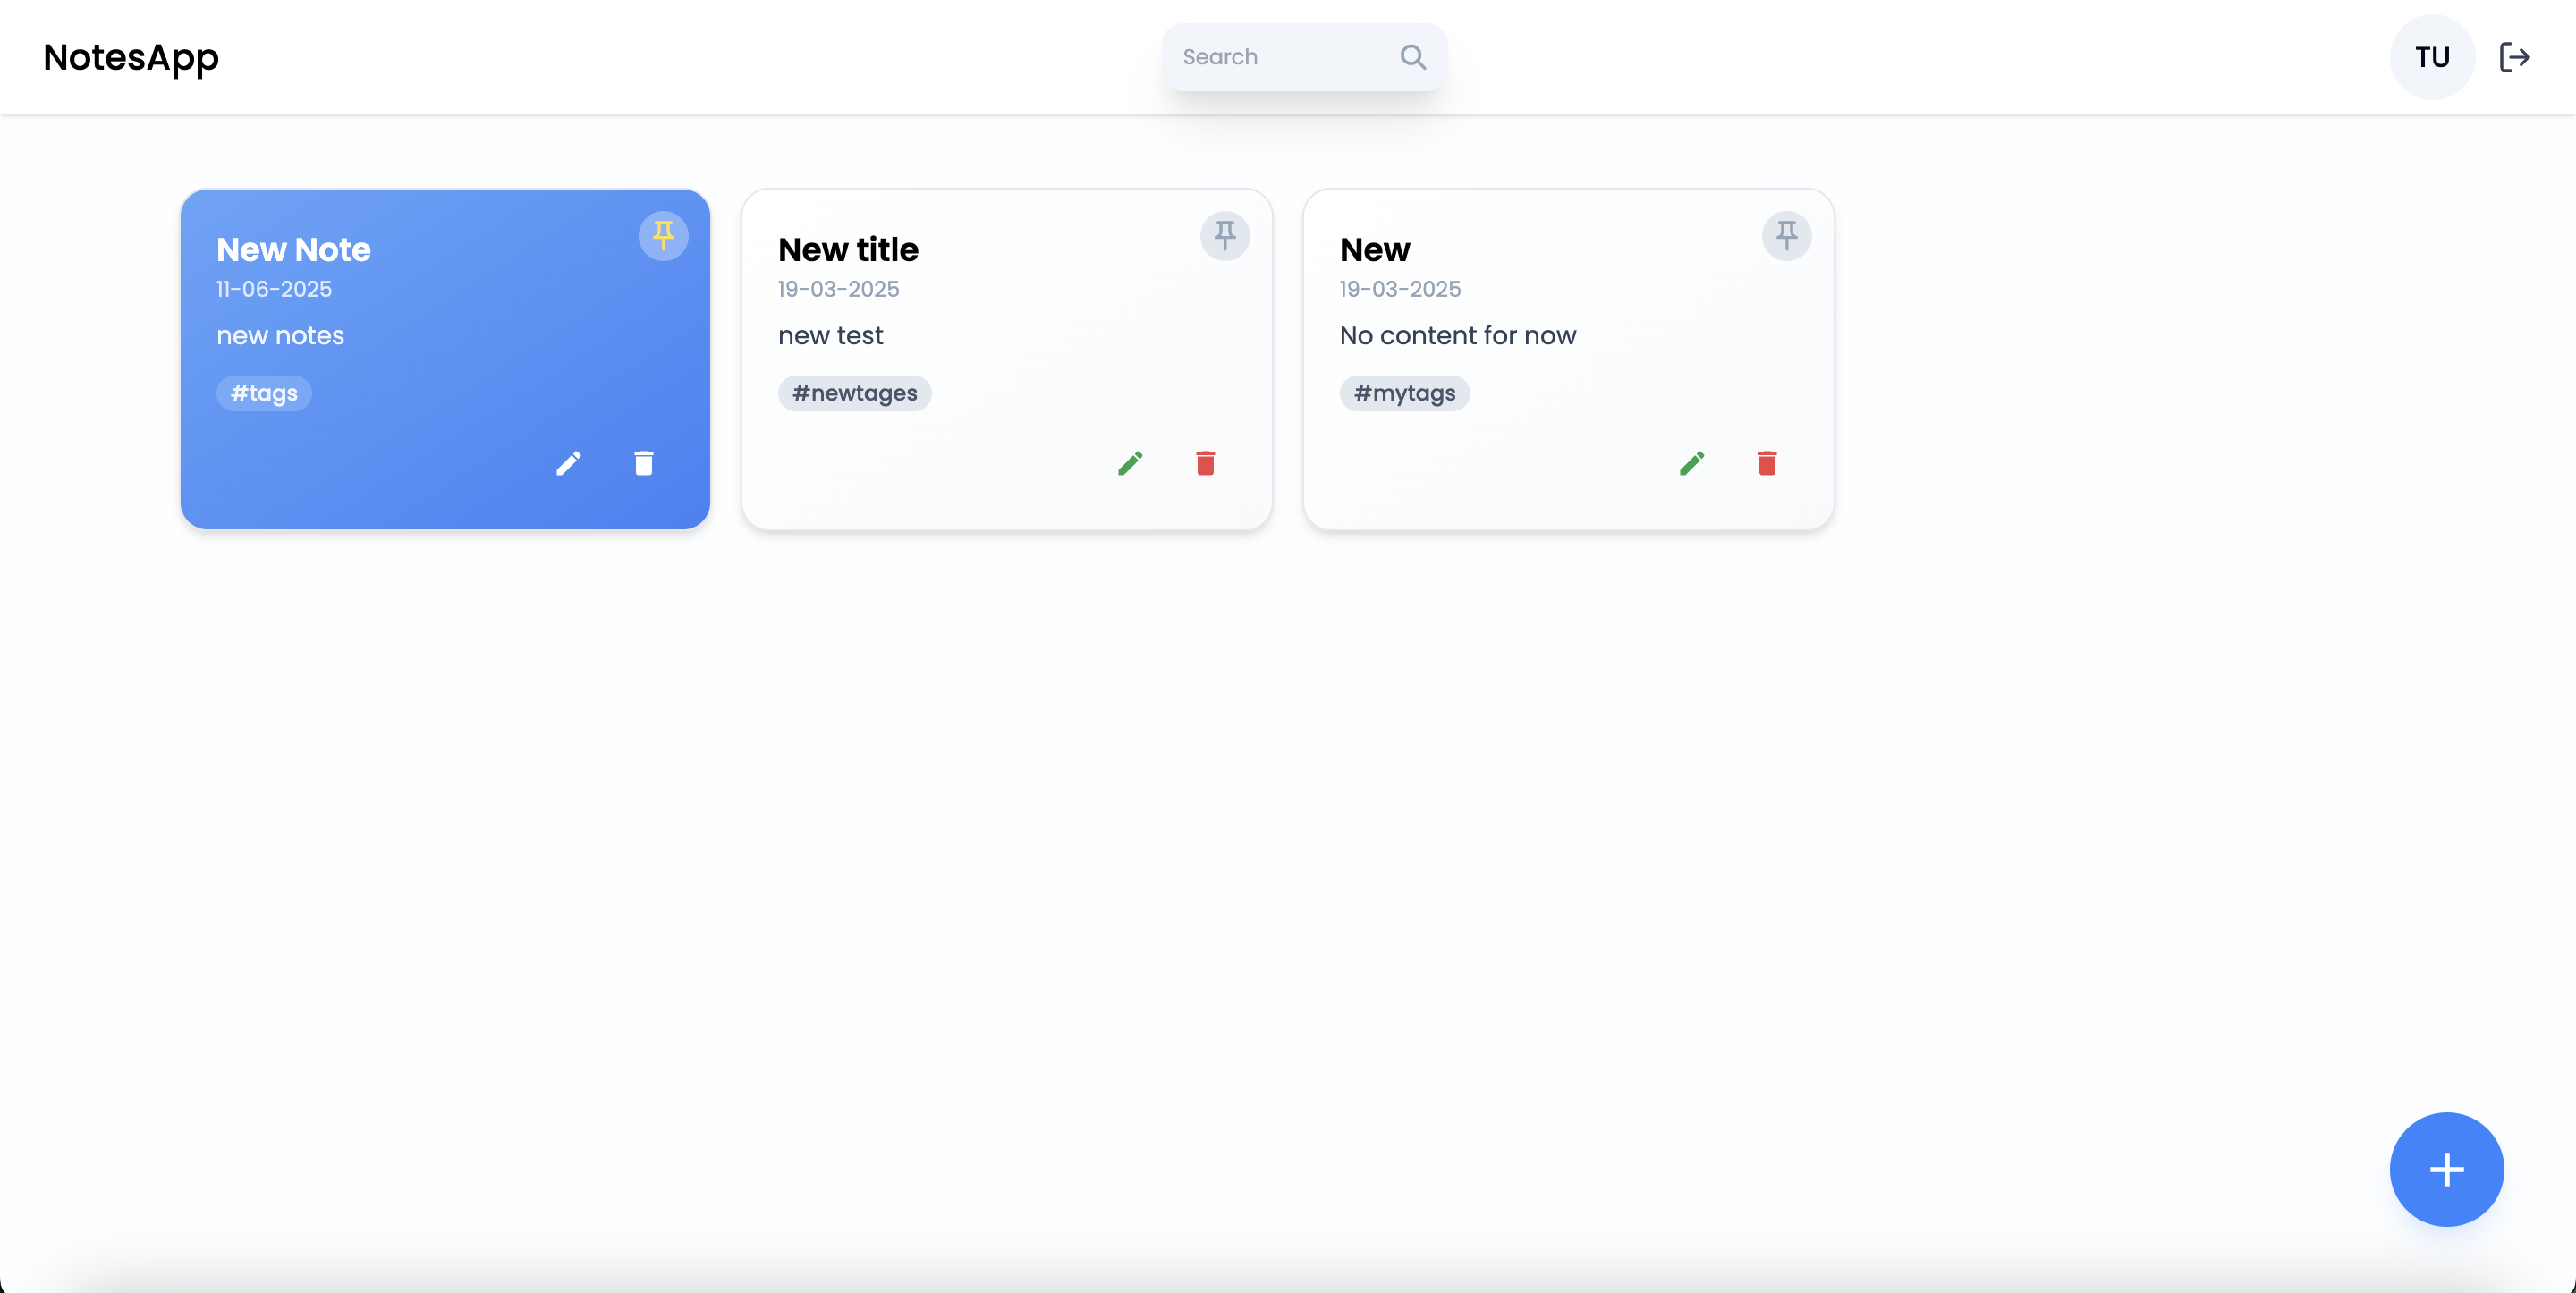 NotesApp
Search
TU
New Note
11-06-2025
new notes
#tags
New title
19-03-2025
new test
#newtages
New
19-03-2025
No content for now
#mytags